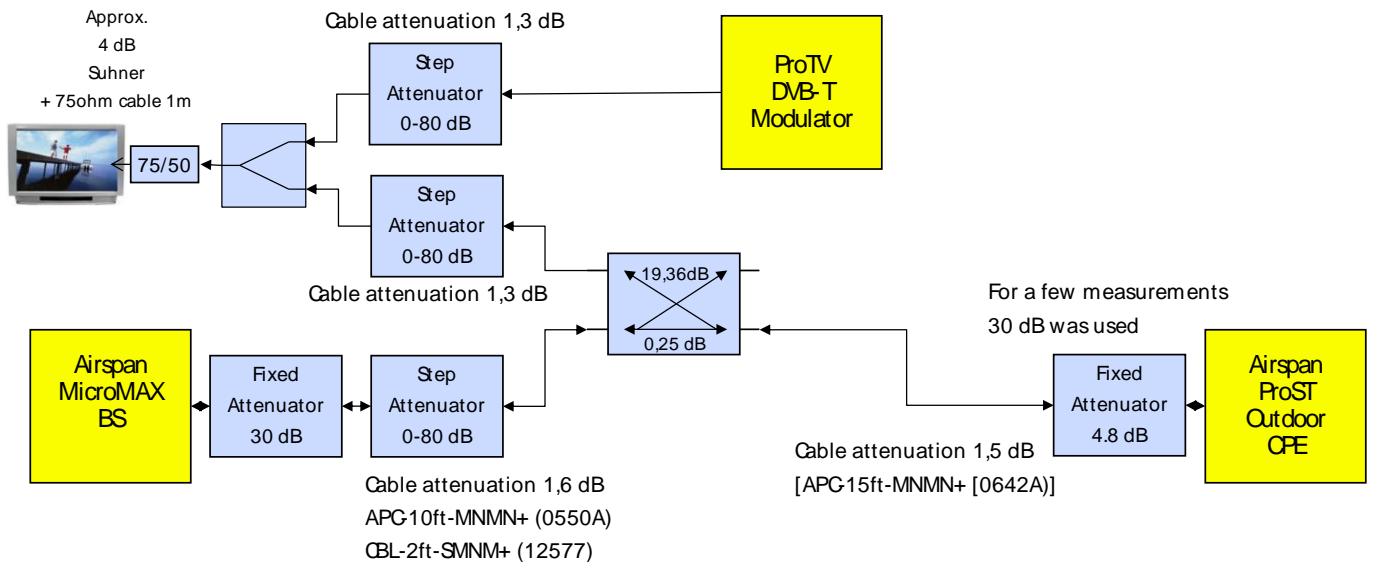 Approx.
4 dB
Suhner
+ 75ohm cable 1m
75/50
Cable attenuation 1,3 dB
Step
Attenuator
0-80 dB
ProTV
DVB-T
Modulator
Step
Attenuator
0-80 dB
Cable attenuation 1,3 dB
19,36dB
0,25 dB
For a few measurements
30 dB was used
Airspan
MicroMAX
BS
Fixed
Attenuator
30 dB
Step
Attenuator
0-80 dB
Cable attenuation 1,6 dB
APC-10ft-MNMN+ (0550A)
CBL-2ft-SMNM+ (12577)
Cable attenuation 1,5 dB
[APC-15ft-MNMN+ [0642A)]
Fixed
Attenuator
4.8 dB
Airspan
ProST
Outdoor
CPE